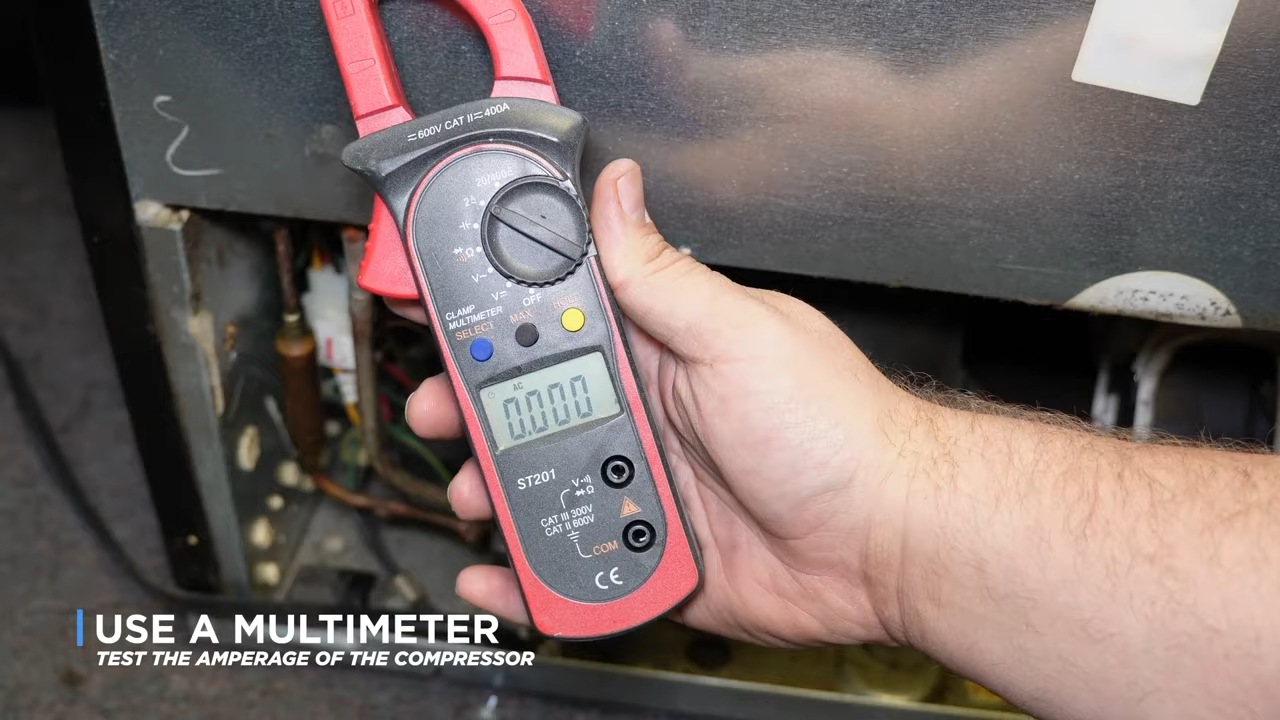 ⎓600V CAT II⎓400A
20/400A
2A
Ω
V~
V⎓
OFF
CLAMP
MULTIMETER
SELECT
MAX
HOLD
AC
0.000
ST201
V
Ω
CAT III 300V
CAT II 600V
COM
CE
USE A MULTIMETER
TEST THE AMPERAGE OF THE COMPRESSOR